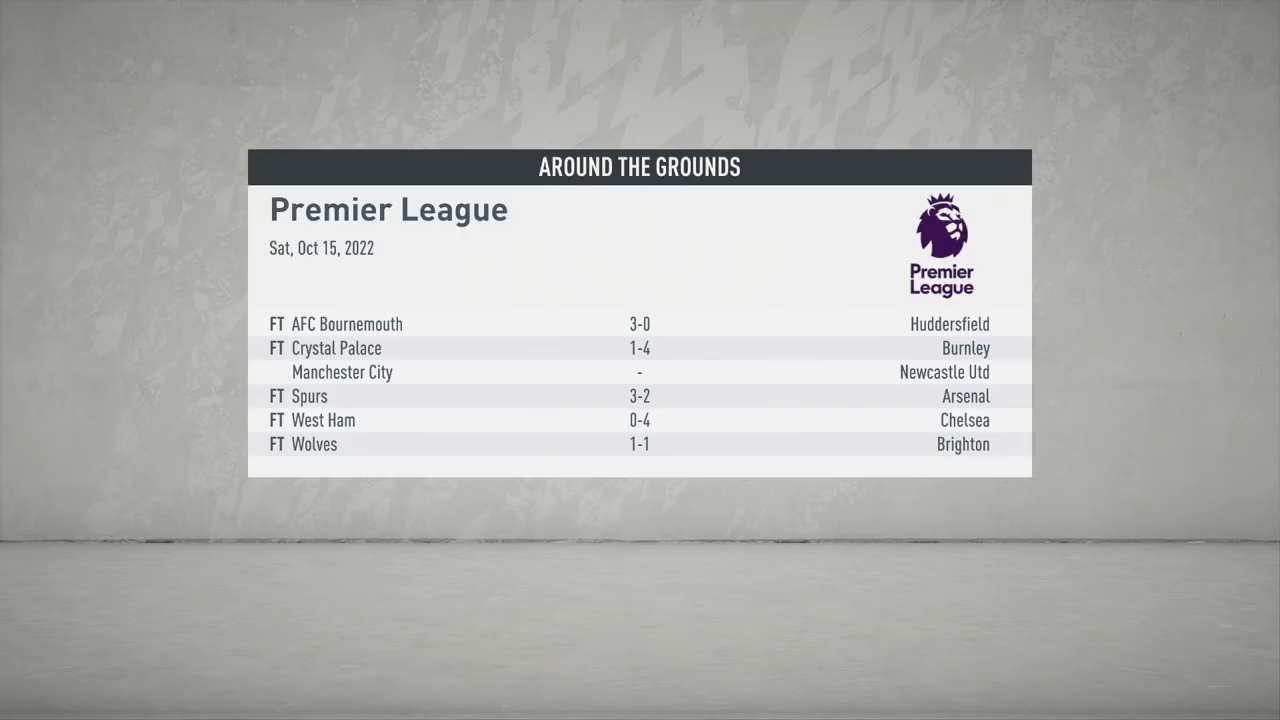 AROUND THE GROUNDS
Premier League
Sat, Oct 15, 2022
Premier
League
FT AFC Bournemouth 3-0 Huddersfield
FT Crystal Palace 1-4 Burnley
Manchester City - Newcastle Utd
FT Spurs 3-2 Arsenal
FT West Ham 0-4 Chelsea
FT Wolves 1-1 Brighton